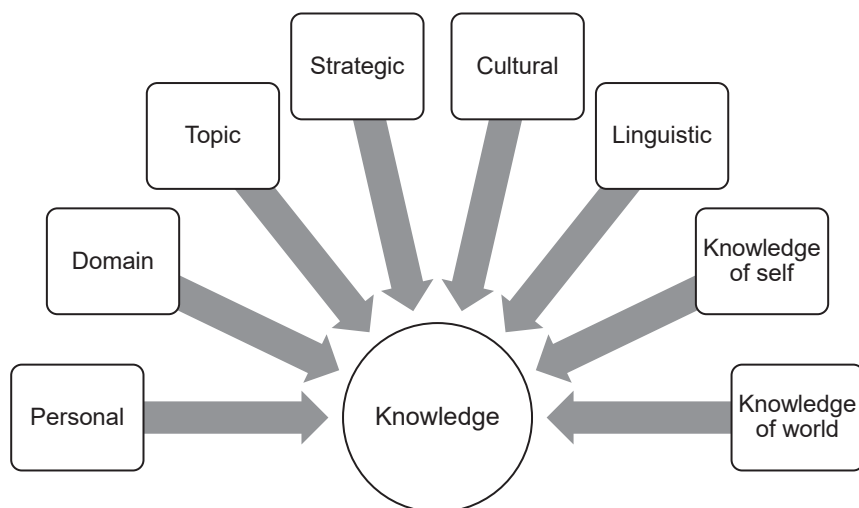 Strategic
Cultural
Topic
Linguistic
Domain
Knowledge
of self
Personal
Knowledge
Knowledge
of world